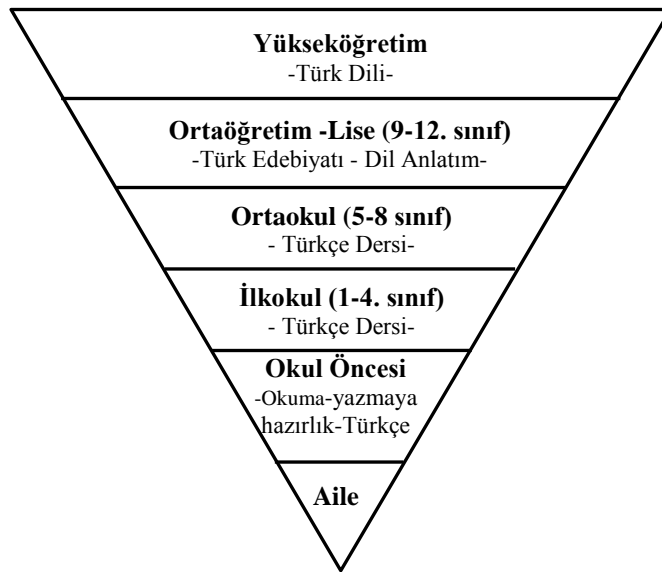 Yükseköğretim
-Türk Dili-
Ortaöğretim -Lise (9-12. sınıf)
-Türk Edebiyatı - Dil Anlatım-
Ortaokul (5-8 sınıf)
- Türkçe Dersi-
İlkokul (1-4. sınıf)
- Türkçe Dersi-
Okul Öncesi
-Okuma-yazmaya
hazırlık-Türkçe
Aile